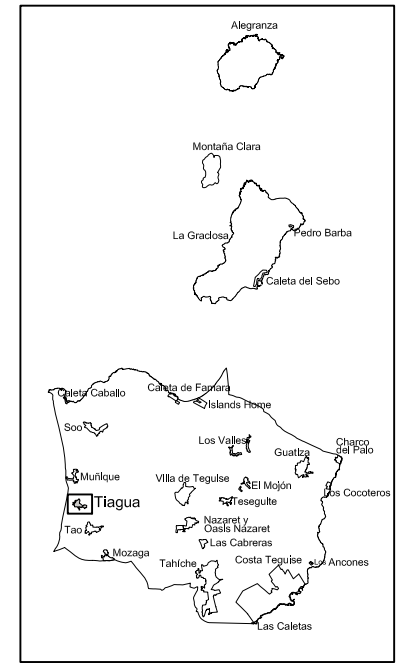 Alegranza
Montaña Clara
La Graciosa
Pedro Barba
Caleta del Sebo
Caleta Caballo
Caleta de Famara
Islands Home
Soo
Los Valles
Guatiza
Charco
del Palo
Muñique
Villa de Teguise
El Mojón
Los Cocoteros
Tiagua
Teseguite
Tao
Nazaret y
Oasis Nazaret
Las Cabreras
Mozaga
Tahíche
Costa Teguise
Los Ancones
Las Caletas